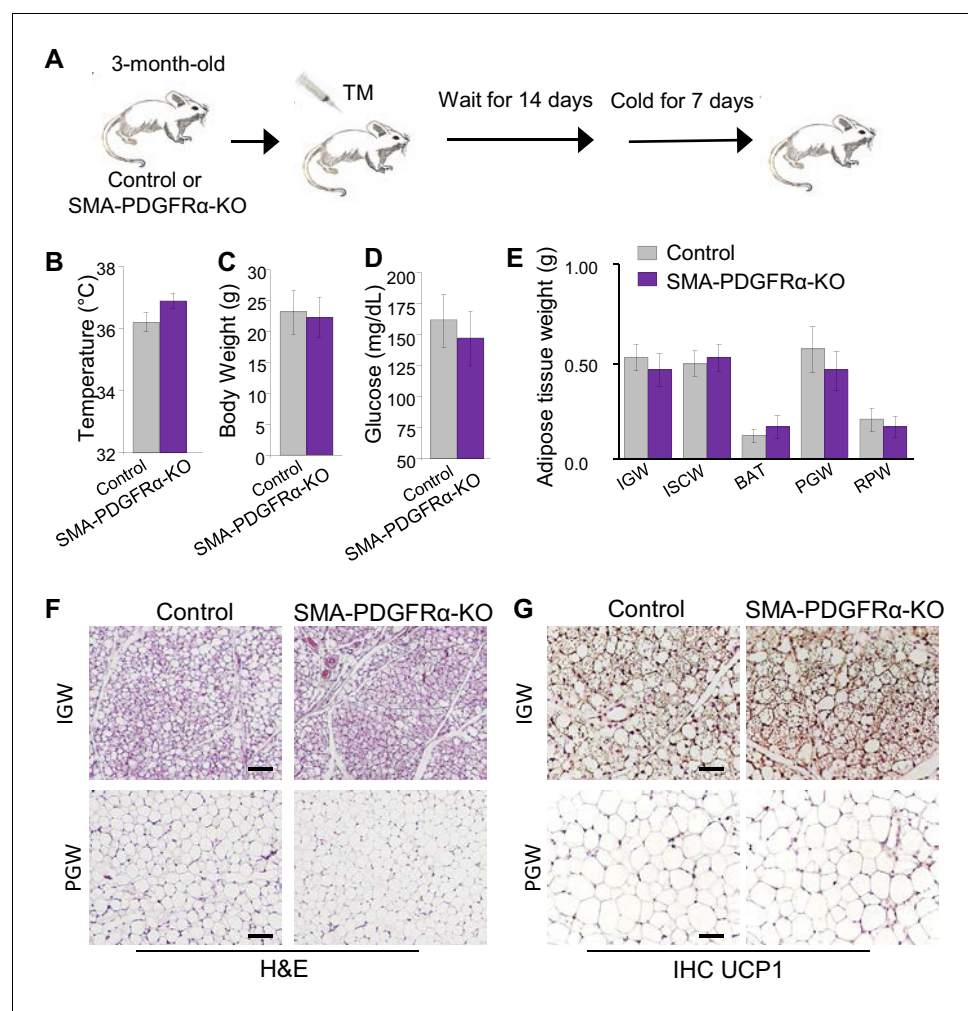 A
3-month-old
Control or
SMA-PDGFRα-KO
TM
Wait for 14 days
Cold for 7 days
B
Temperature (°C)
38
36
34
32
Control
SMA-PDGFRα-KO
C
Body Weight (g)
30
25
20
15
10
5
0
Control
SMA-PDGFRα-KO
D
Glucose (mg/dL)
200
175
150
125
100
75
50
Control
SMA-PDGFRα-KO
E
Adipose tissue weight (g)
1.00
0.50
0.0
Control
SMA-PDGFRα-KO
IGW
ISCW
BAT
PGW
RPW
F
Control
SMA-PDGFRα-KO
IGW
PGW
H&E
G
Control
SMA-PDGFRα-KO
IGW
PGW
IHC UCP1